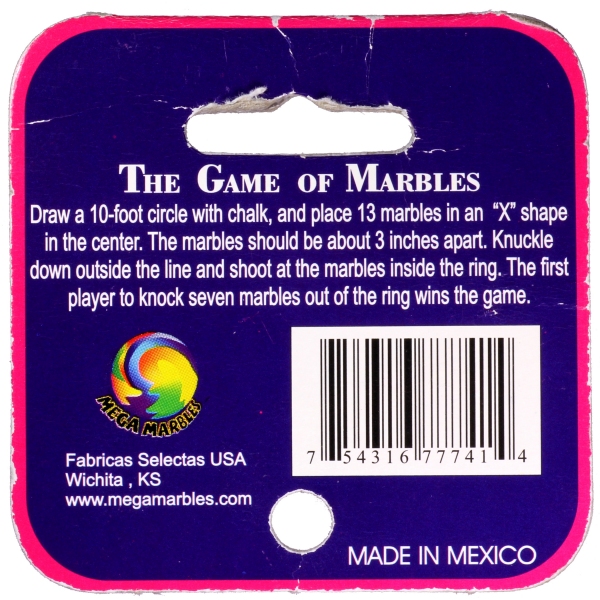 THE GAME OF MARBLES
Draw a 10-foot circle with chalk, and place 13 marbles in an "X" shape
in the center. The marbles should be about 3 inches apart. Knuckle
down outside the line and shoot at the marbles inside the ring. The first
player to knock seven marbles out of the ring wins the game.
MEGA MARBLES
Fabricas Selectas USA
Wichita , KS
www.megamarbles.com
7 54316 77741 4
MADE IN MEXICO